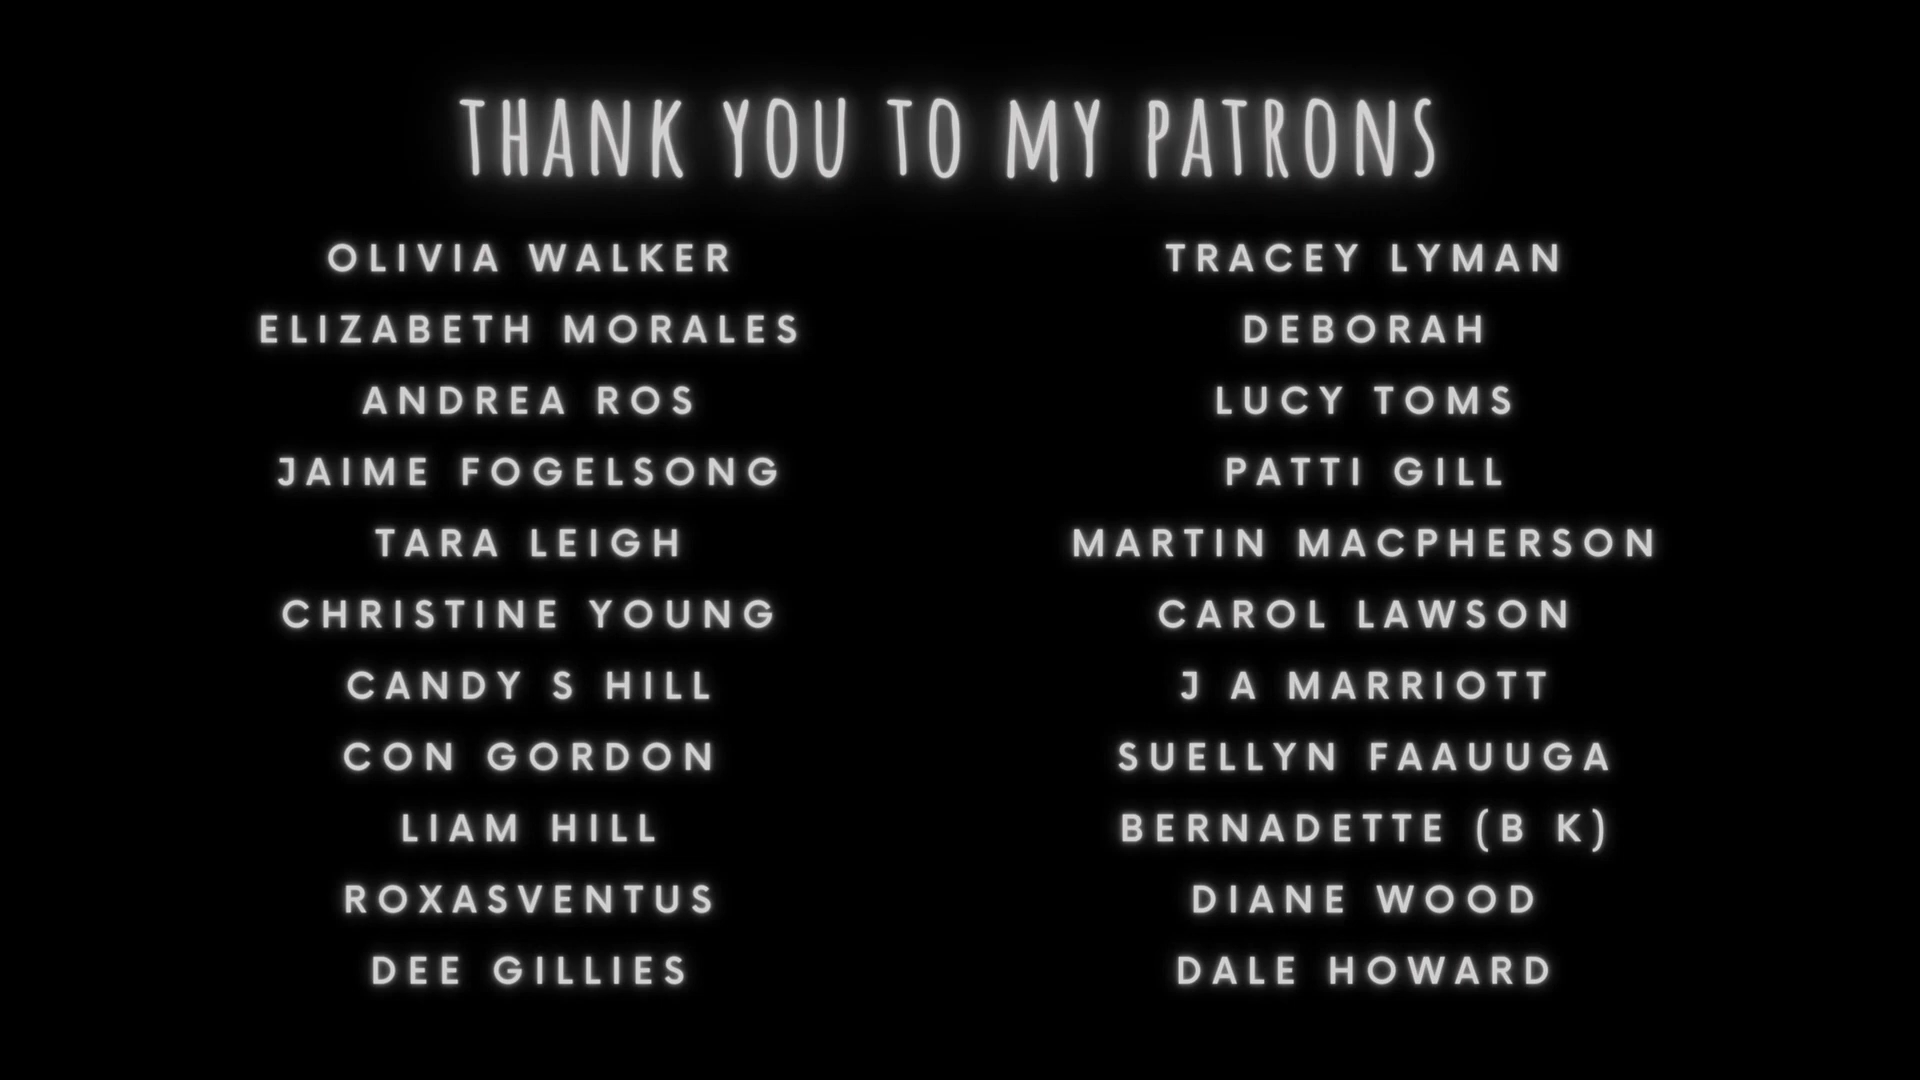 THANK YOU TO MY PATRONS
OLIVIA WALKER
ELIZABETH MORALES
ANDREA ROS
JAIME FOGELSONG
TARA LEIGH
CHRISTINE YOUNG
CANDY S HILL
CON GORDON
LIAM HILL
ROXASVENTUS
DEE GILLIES
TRACEY LYMAN
DEBORAH
LUCY TOMS
PATTI GILL
MARTIN MACPHERSON
CAROL LAWSON
J A MARRIOTT
SUELLYN FAAUUGA
BERNADETTE (B K)
DIANE WOOD
DALE HOWARD